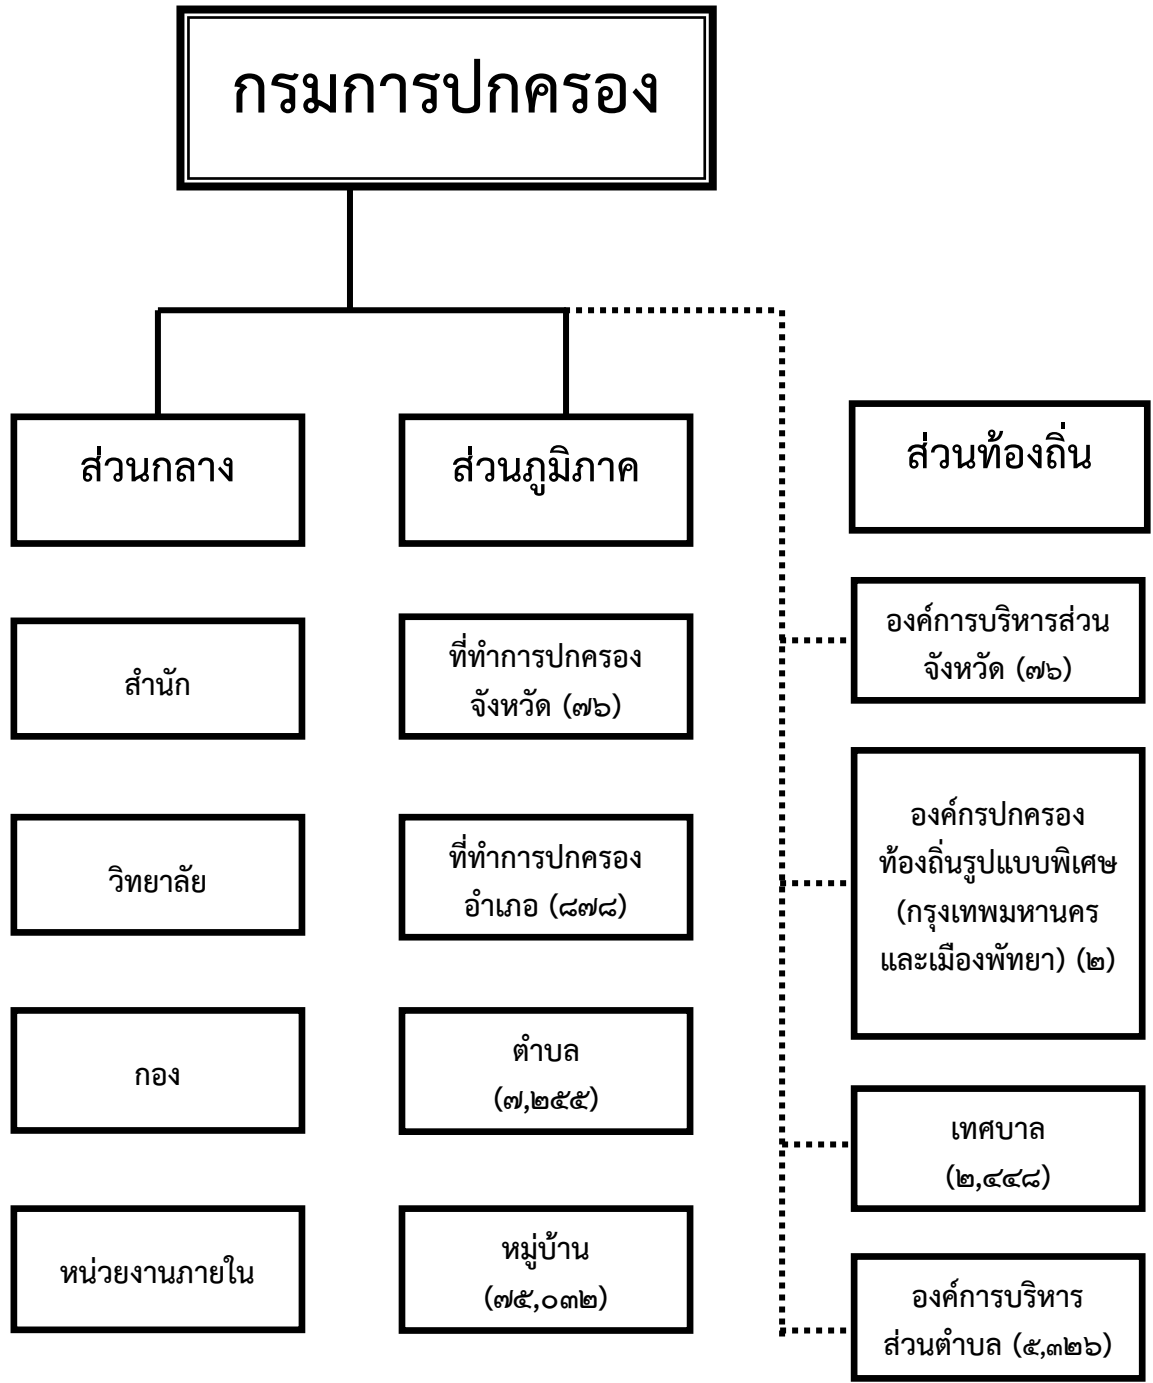 กรมการปกครอง
ส่วนกลาง
สำนัก
วิทยาลัย
กอง
หน่วยงานภายใน
ส่วนภูมิภาค
ที่ทำการปกครอง
จังหวัด (๗๖)
ที่ทำการปกครอง
อำเภอ (๘๗๘)
ตำบล
(๗,๒๕๕)
หมู่บ้าน
(๗๕,๐๓๒)
ส่วนท้องถิ่น
องค์การบริหารส่วน
จังหวัด (๗๖)
องค์กรปกครอง
ท้องถิ่นรูปแบบพิเศษ
(กรุงเทพมหานคร
และเมืองพัทยา) (๒)
เทศบาล
(๒,๔๔๘)
องค์การบริหาร
ส่วนตำบล (๕,๓๒๖)